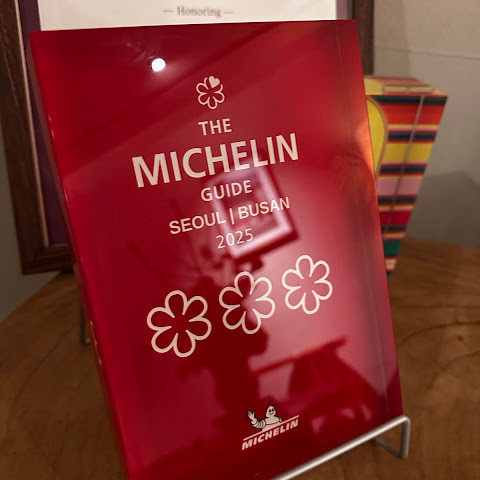 — Honoring —
THE
MICHELIN
GUIDE
SEOUL | BUSAN
2025
MICHELIN